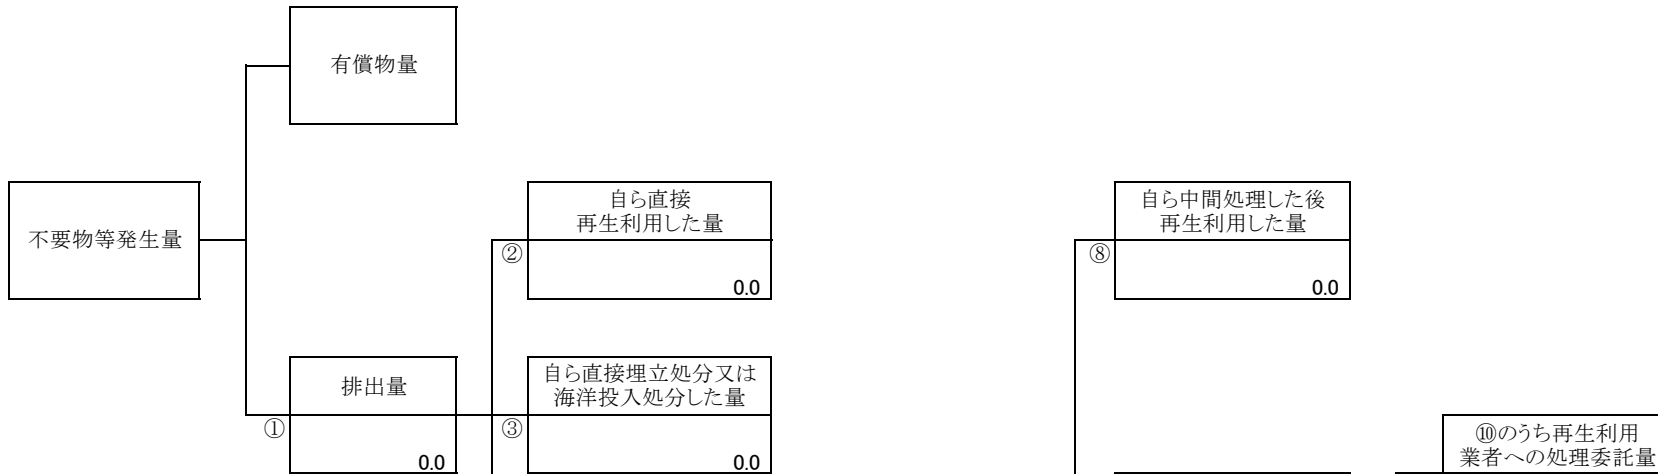 有償物量
不要物等発生量
自ら直接
再生利用した量
②
0.0
自ら中間処理した後
再生利用した量
⑧
0.0
排出量
①
0.0
自ら直接埋立処分又は
海洋投入処分した量
③
0.0
⑩のうち再生利用
業者への処理委託量